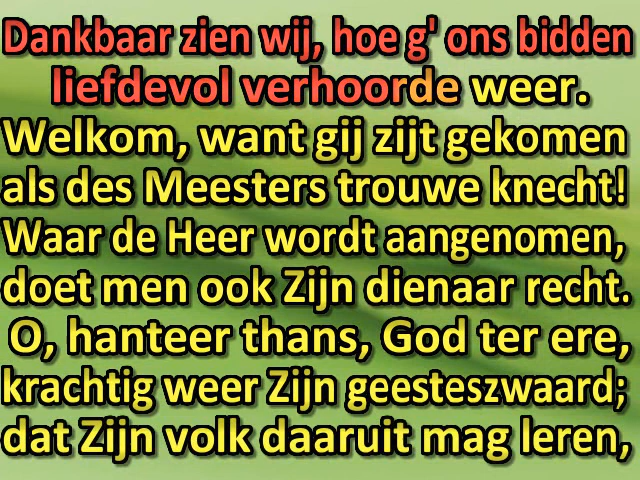 Dankbaar zien wij, hoe g' ons bidden
liefdevol verhoorde weer.
Welkom, want gij zijt gekomen
als des Meesters trouwe knecht!
Waar de Heer wordt aangenomen,
doet men ook Zijn dienaar recht.
O, hanteer thans, God ter ere,
krachtig weer Zijn geesteszwaard;
dat Zijn volk daaruit mag leren,